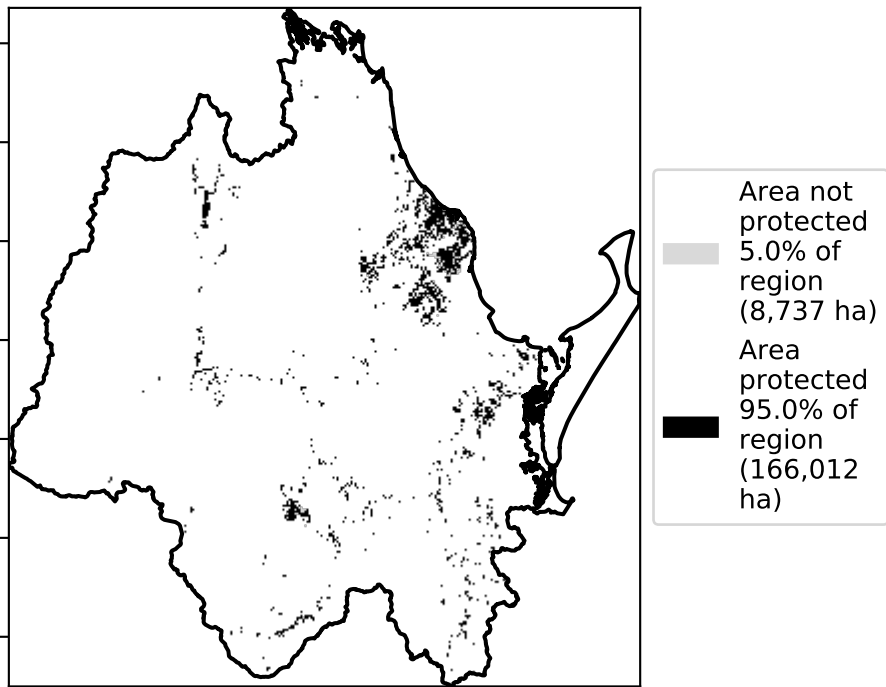 Area not
protected
5.0% of
region
(8,737 ha)
Area
protected
95.0% of
region
(166,012
ha)